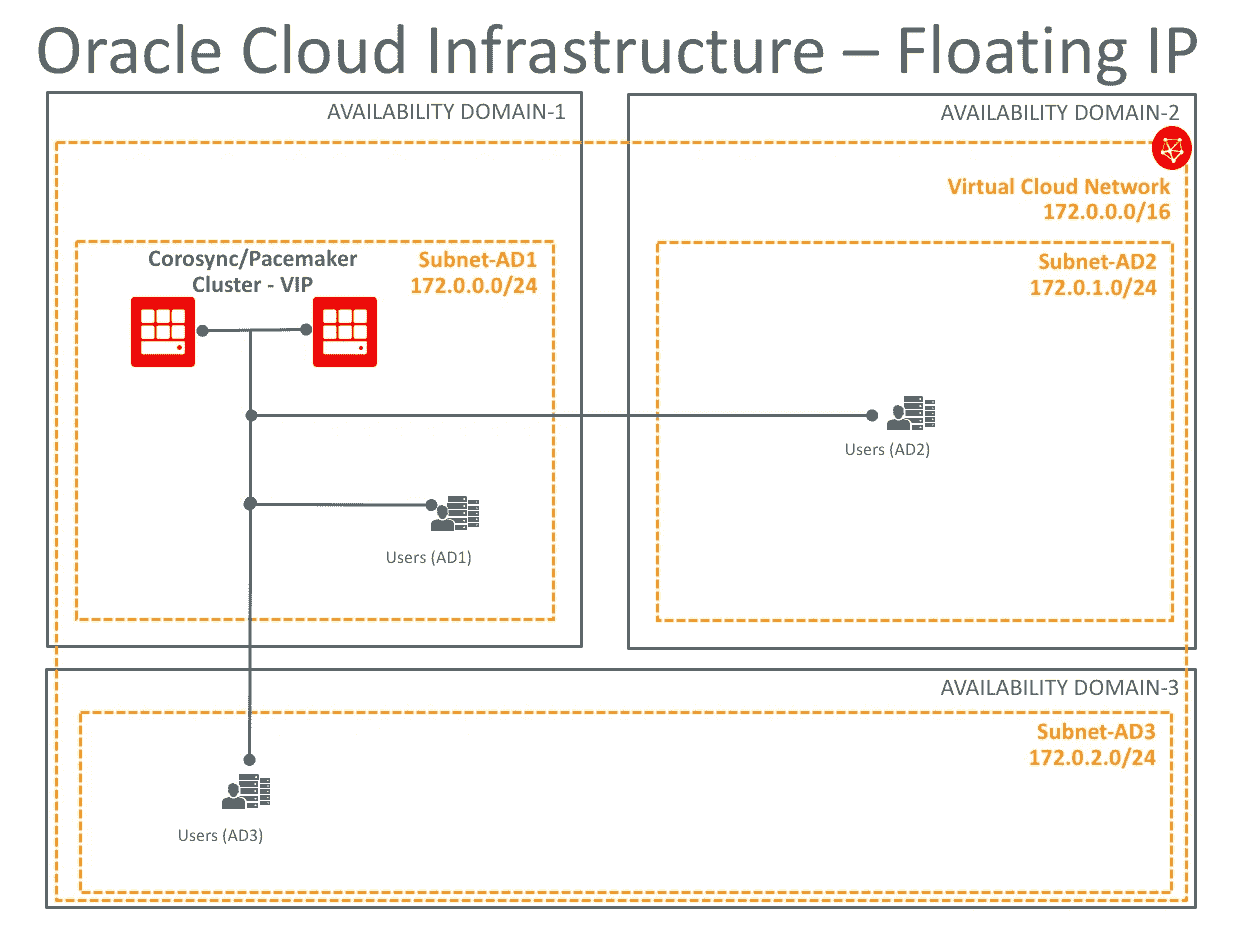 Oracle Cloud Infrastructure – Floating IP
AVAILABILITY DOMAIN-1
AVAILABILITY DOMAIN-2
Virtual Cloud Network
172.0.0.0/16
Corosync/Pacemaker
Cluster - VIP
Subnet-AD1
172.0.0.0/24
Subnet-AD2
172.0.1.0/24
Users (AD2)
Users (AD1)
AVAILABILITY DOMAIN-3
Subnet-AD3
172.0.2.0/24
Users (AD3)